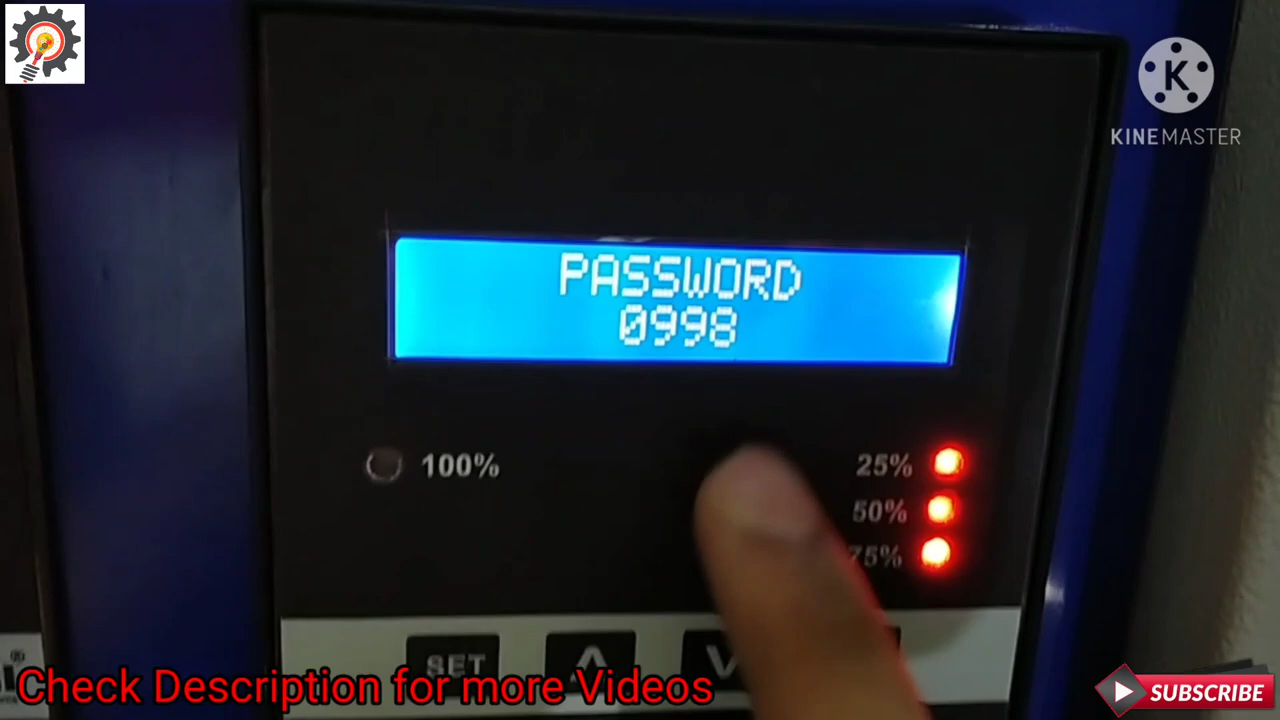 KINEMASTER
PASSWORD
0998
100%
25%
50%
75%
SET
Check Description for more Videos
SUBSCRIBE